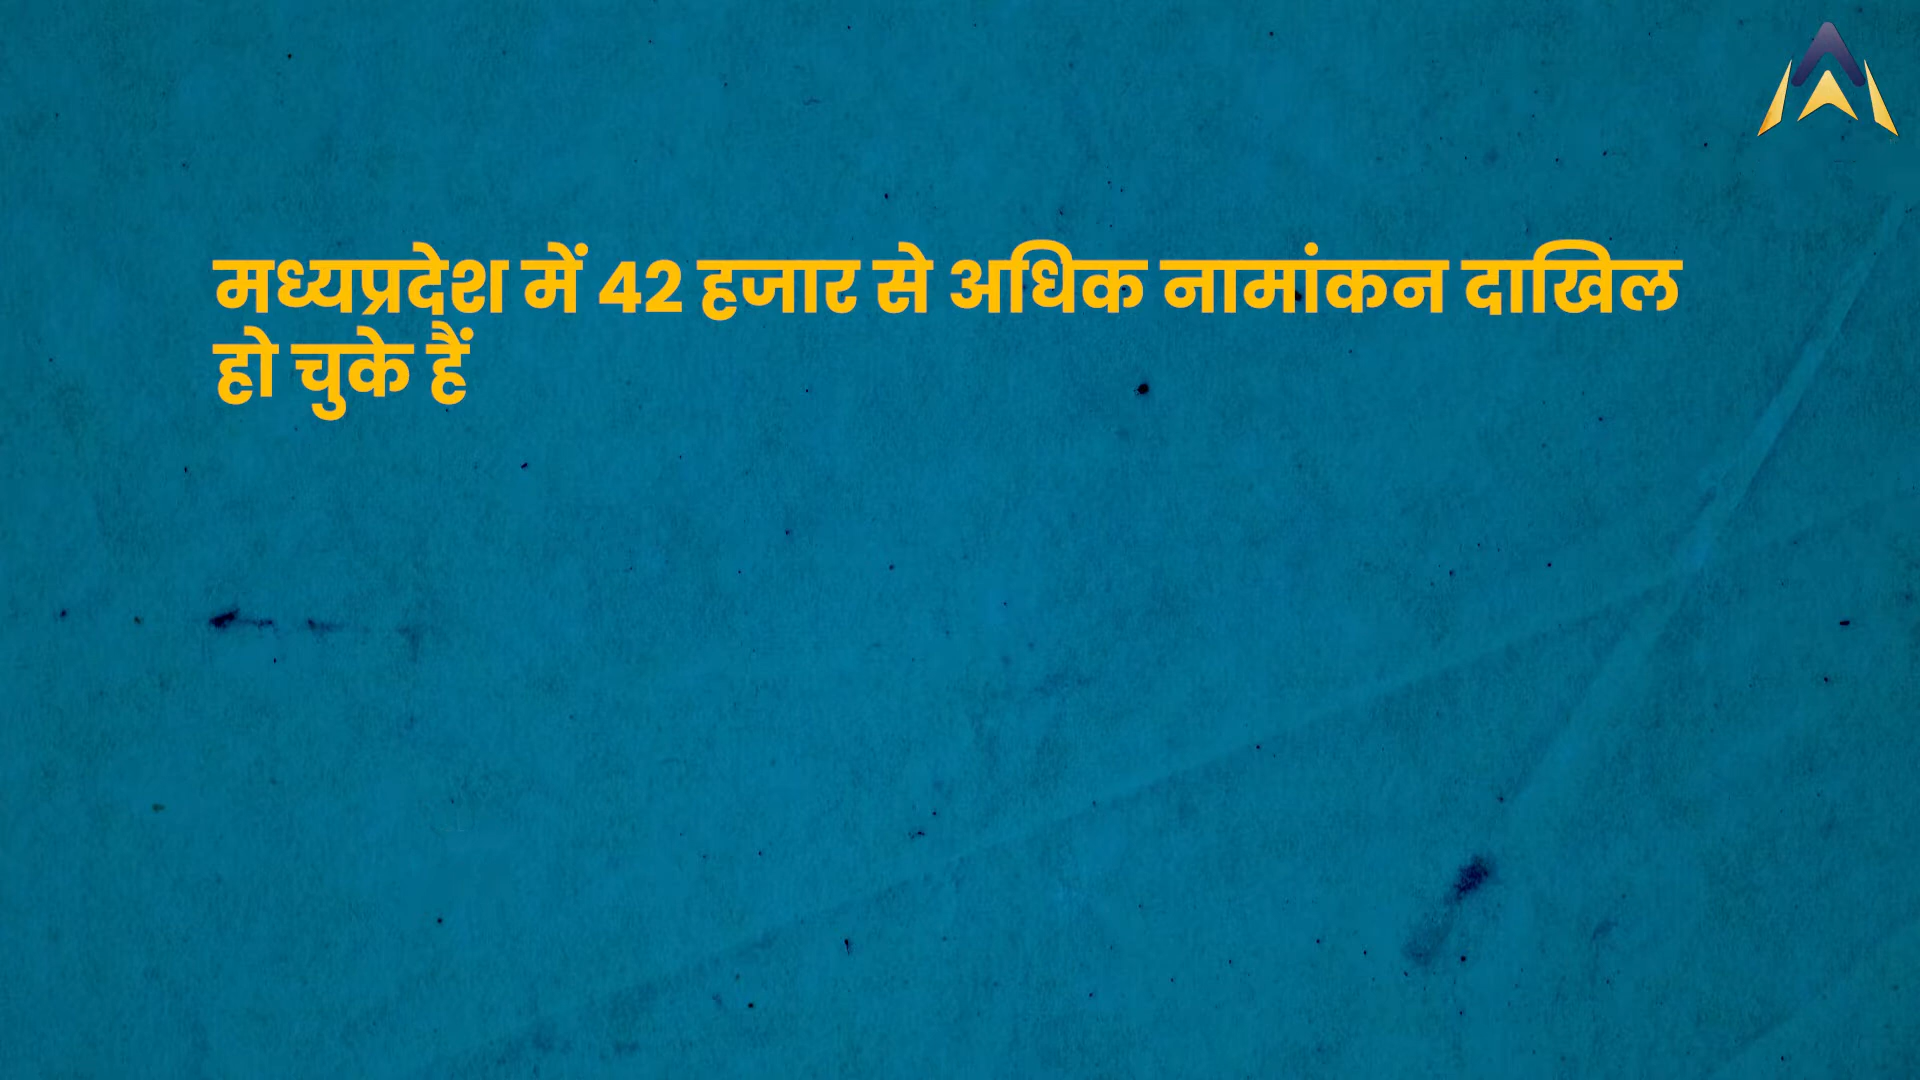 मध्यप्रदेश में 42 हजार से अधिक नामांकन दाखिल
हो चुके हैं